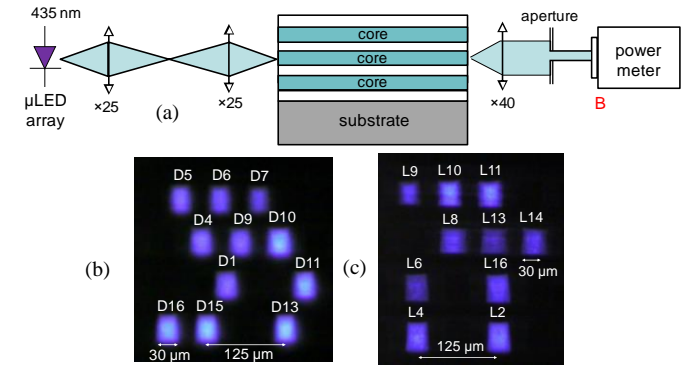 435 nm
µLED
array
×25
×25
(a)
core
core
core
substrate
×40
aperture
power
meter
B
(b)
D5 D6 D7
D4 D9 D10
D1 D11
D16 D15 D13
30 µm 125 µm
(c)
L9 L10 L11
L8 L13 L14
30 µm
L6 L16
L4 L2
125 µm